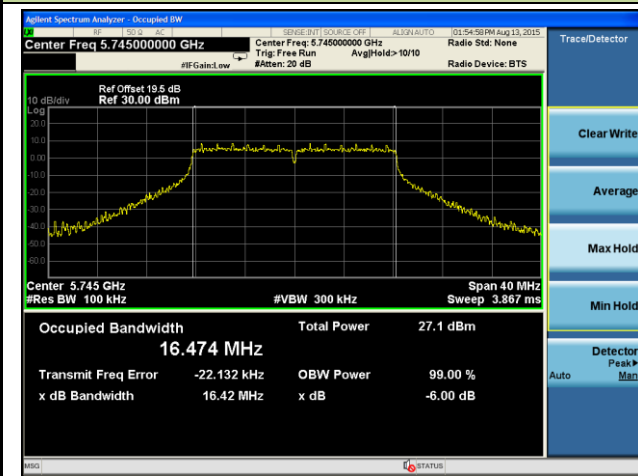 Agilent Spectrum Analyzer - Occupied BW
RF 50 Ω AC SENSE:INT SOURCE OFF ALIGN AUTO 01:54:58 PM Aug 13, 2015
Center Freq 5.745000000 GHz
Center Freq: 5.745000000 GHz
Radio Std: None
Trig: Free Run Avg|Hold:>10/10
#IFGain:Low #Atten: 20 dB Radio Device: BTS
Trace/Detector
Ref Offset 19.5 dB
10 dB/div Ref 30.00 dBm
Log
20.0
10.0
0.00
-10.0
-20.0
-30.0
-40.0
-50.0
-60.0
Center 5.745 GHz Span 40 MHz
#Res BW 100 kHz #VBW 300 kHz Sweep 3.867 ms
Occupied Bandwidth Total Power 27.1 dBm
16.474 MHz
Transmit Freq Error -22.132 kHz OBW Power 99.00 %
x dB Bandwidth 16.42 MHz x dB -6.00 dB
Clear Write
Average
Max Hold
Min Hold
Detector
Peak▶
Auto Man
MSG STATUS